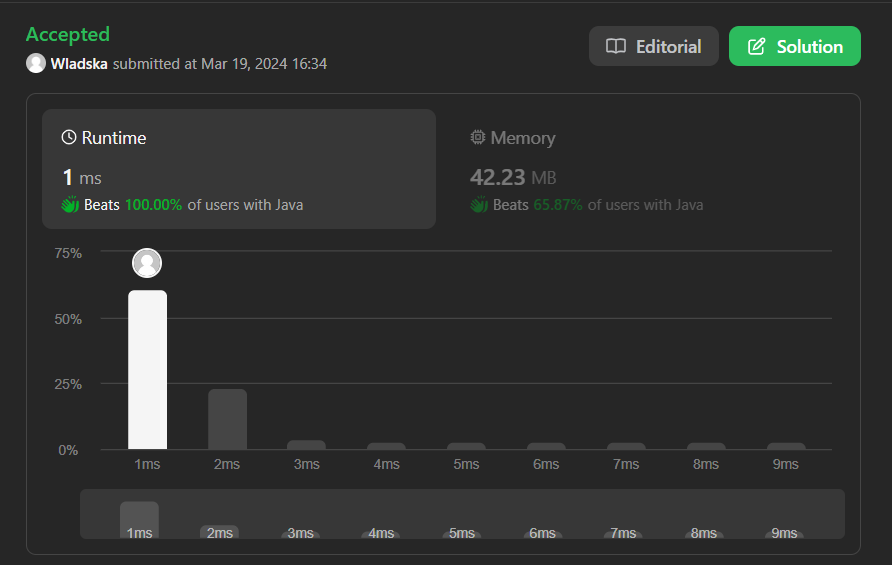 Accepted
Editorial
Solution
Wladska submitted at Mar 19, 2024 16:34
Runtime
Memory
1 ms
42.23 MB
Beats 100.00% of users with Java
Beats 65.87% of users with Java
75%
50%
25%
0%
1ms 2ms 3ms 4ms 5ms 6ms 7ms 8ms 9ms
1ms 2ms 3ms 4ms 5ms 6ms 7ms 8ms 9ms